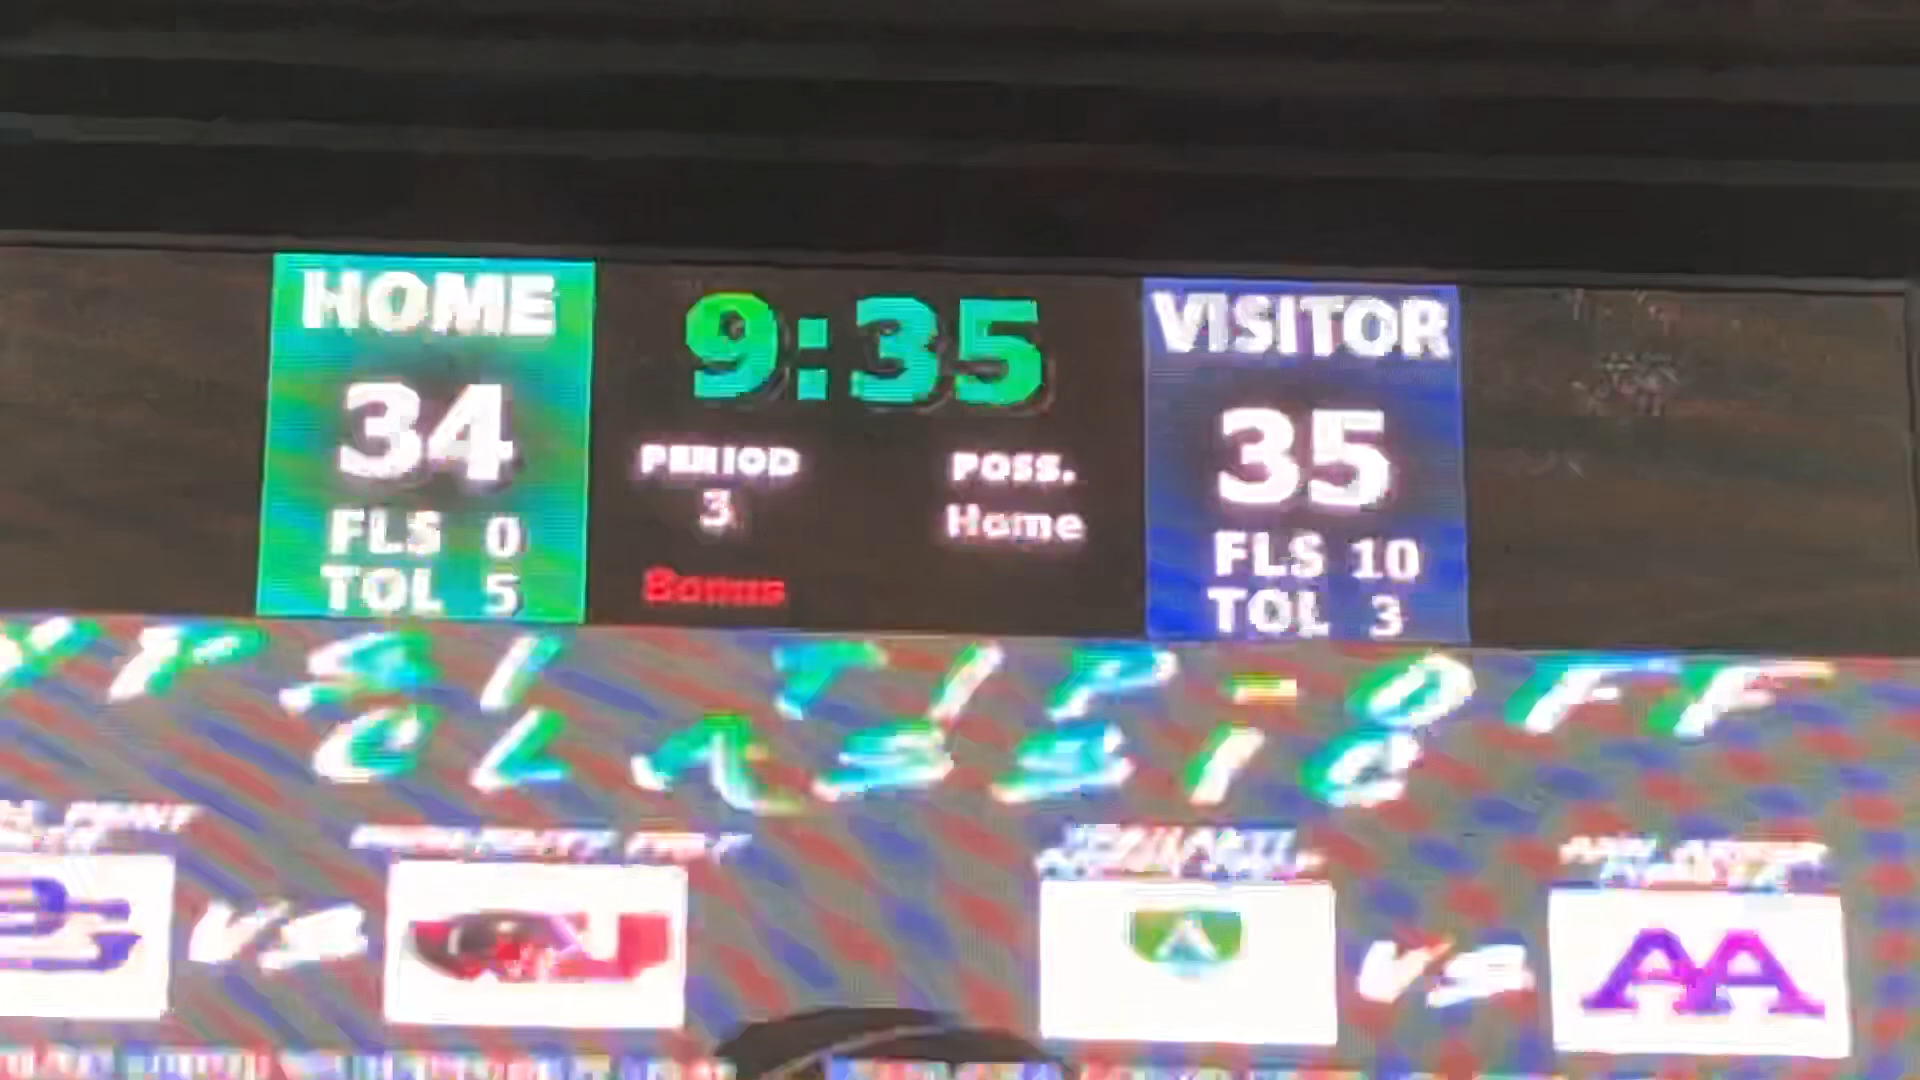 HOME
34
FLS 0
TOL 5
9:35
PERIOD
3
POSS.
Home
Bonus
VISITOR
35
FLS 10
TOL 3
YPSI TIP-OFF
CLASSIC
VS
VS
AA